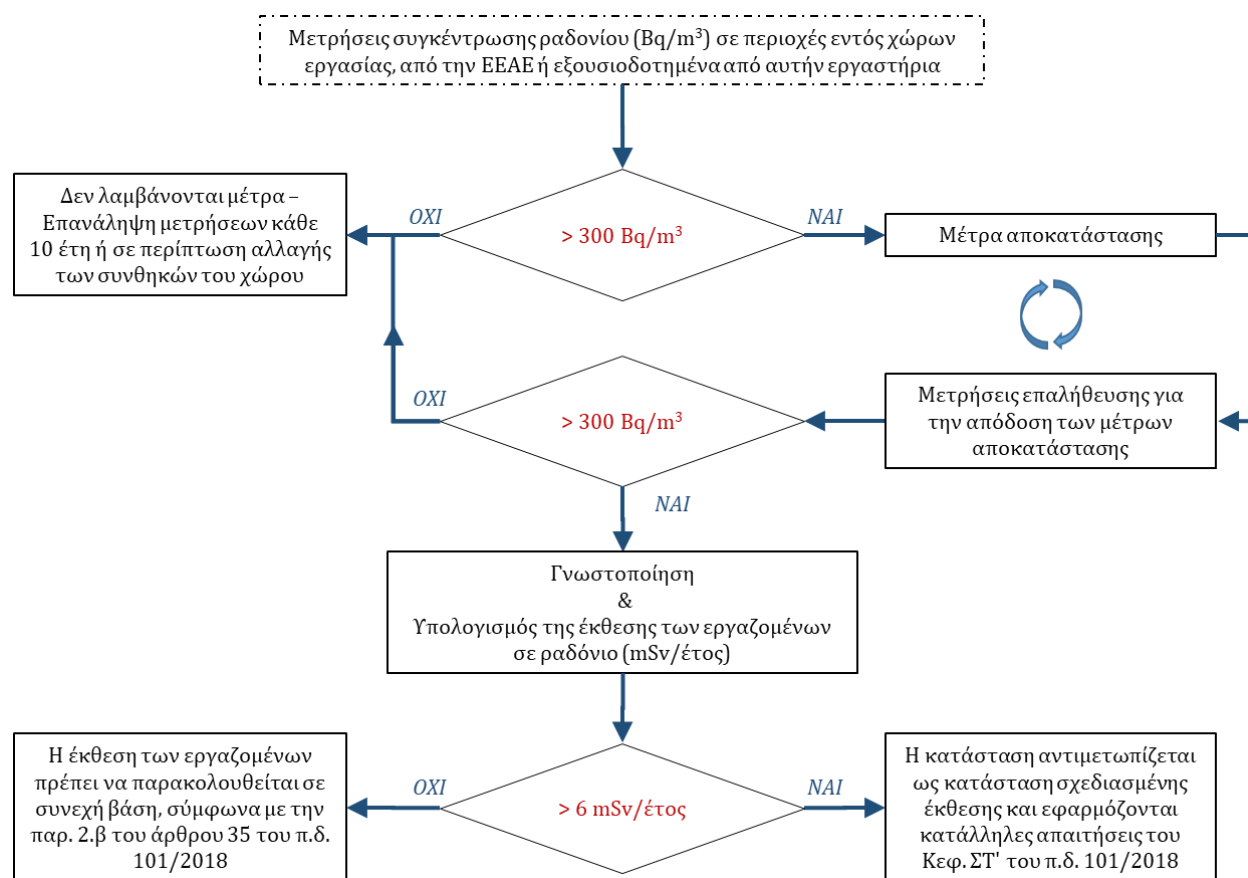 Μετρήσεις συγκέντρωσης ραδονίου (Bq/m³) σε περιοχές εντός χώρων
εργασίας, από την ΕΕΑΕ ή εξουσιοδοτημένα από αυτήν εργαστήρια
Δεν λαμβάνονται μέτρα –
Επανάληψη μετρήσεων κάθε
10 έτη ή σε περίπτωση αλλαγής
των συνθηκών του χώρου
ΟΧΙ
> 300 Bq/m³
ΝΑΙ
Μέτρα αποκατάστασης
ΟΧΙ
> 300 Bq/m³
Μετρήσεις επαλήθευσης για
την απόδοση των μέτρων
αποκατάστασης
ΝΑΙ
Γνωστοποίηση
&
Υπολογισμός της έκθεσης των εργαζομένων
σε ραδόνιο (mSv/έτος)
Η έκθεση των εργαζομένων
πρέπει να παρακολουθείται σε
συνεχή βάση, σύμφωνα με την
παρ. 2.β του άρθρου 35 του π.δ.
101/2018
ΟΧΙ
> 6 mSv/έτος
ΝΑΙ
Η κατάσταση αντιμετωπίζεται
ως κατάσταση σχεδιασμένης
έκθεσης και εφαρμόζονται
κατάλληλες απαιτήσεις του
Κεφ. ΣΤ' του π.δ. 101/2018